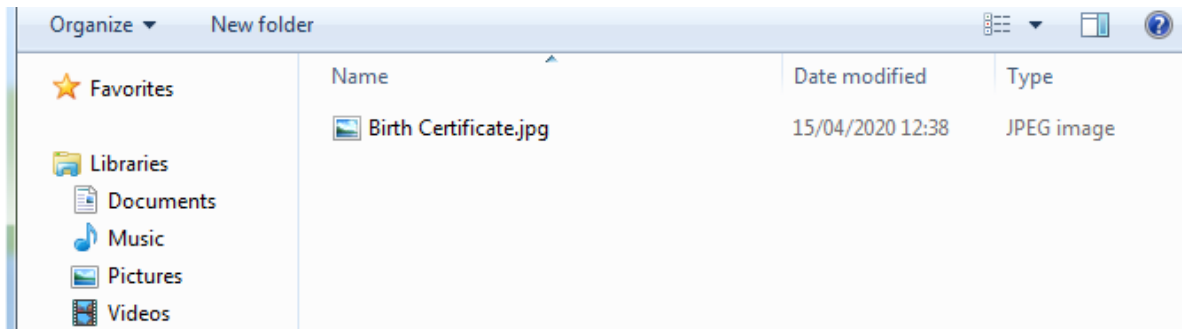 Organize New folder
Name Date modified Type
Favorites
Birth Certificate.jpg 15/04/2020 12:38 JPEG image
Libraries
Documents
Music
Pictures
Videos